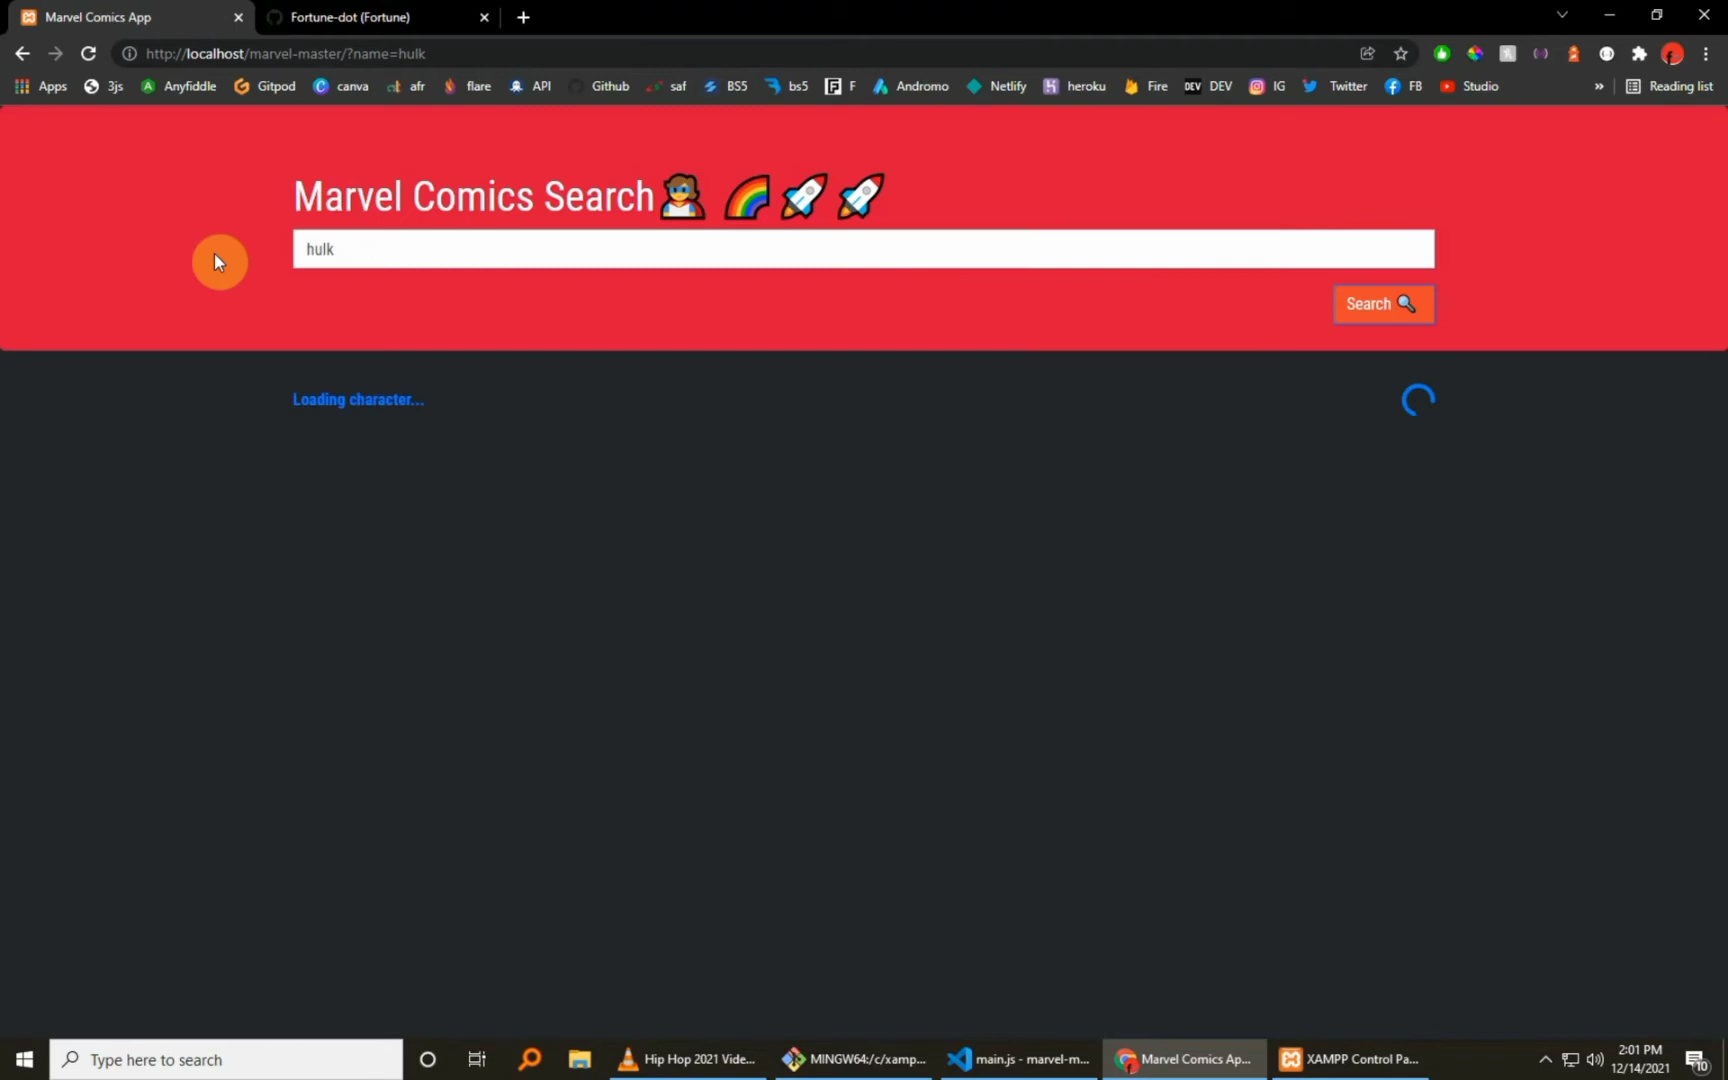 Marvel Comics App
Fortune-dot (Fortune)
http://localhost/marvel-master/?name=hulk
Apps 3js Anyfiddle Gitpod canva afr flare API Github saf BS5 bs5 F Andromo Netlify heroku Fire DEV IG Twitter FB Studio » Reading list
Marvel Comics Search
hulk
Search
Loading character...
Type here to search
Hip Hop 2021 Vide...
MINGW64:/c/xamp...
main.js - marvel-m...
Marvel Comics Ap...
XAMPP Control Pa...
2:01 PM
12/14/2021
10